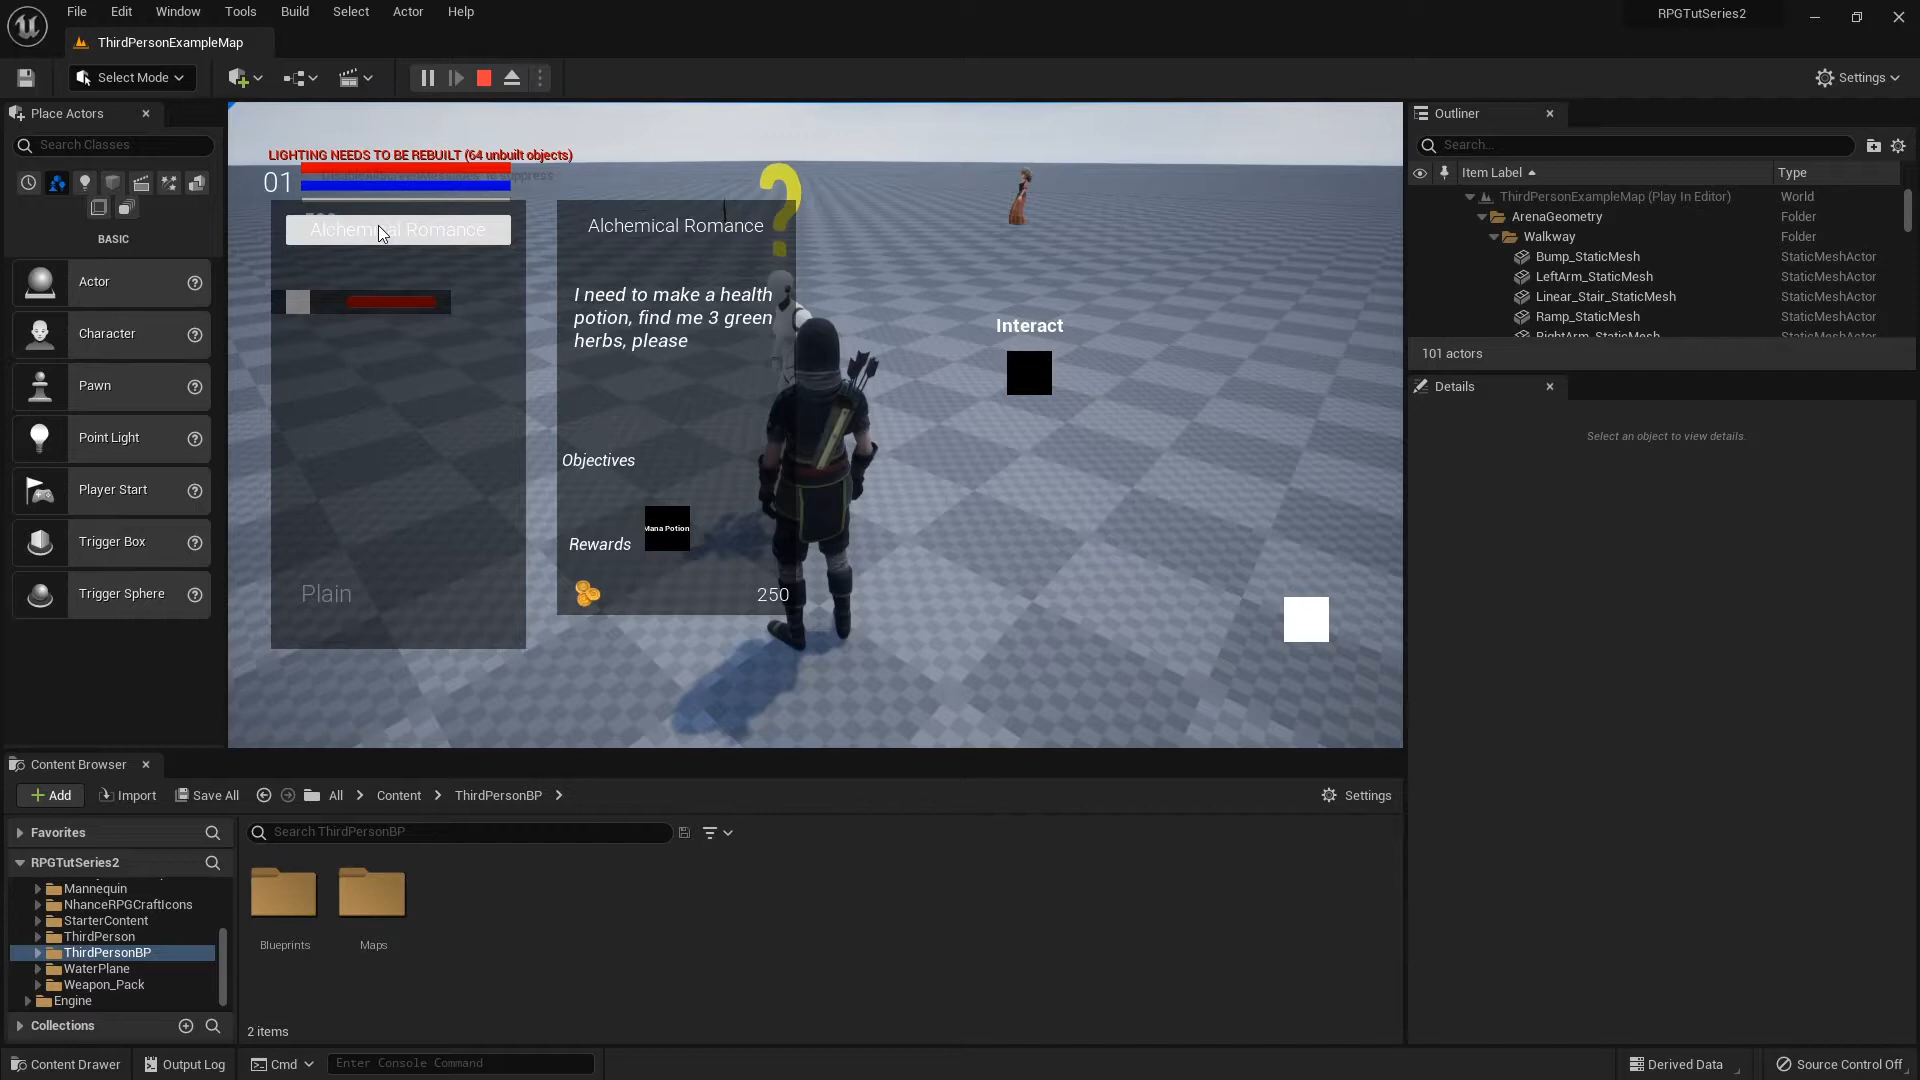 File Edit Window Tools Build Select Actor Help
RPGTutSeries2
ThirdPersonExampleMap
Select Mode
Settings
Place Actors
Search Classes
BASIC
Actor
Character
Pawn
Point Light
Player Start
Trigger Box
Trigger Sphere
LIGHTING NEEDS TO BE REBUILT (64 unbuilt objects)
01
Alchemical Romance
Plain
Alchemical Romance
I need to make a health
potion, find me 3 green
herbs, please
Objectives
Mana Potion
Rewards
250
?
Interact
Outliner
Search...
Item Label Type
ThirdPersonExampleMap (Play In Editor) World
ArenaGeometry Folder
Walkway Folder
Bump_StaticMesh StaticMeshActor
LeftArm_StaticMesh StaticMeshActor
Linear_Stair_StaticMesh StaticMeshActor
Ramp_StaticMesh StaticMeshActor
RightArm_StaticMesh StaticMeshActor
101 actors
Details
Select an object to view details.
Content Browser
Add Import Save All All Content ThirdPersonBP
Settings
Favorites
RPGTutSeries2
Mannequin
NhanceRPGCraftIcons
StarterContent
ThirdPerson
ThirdPersonBP
WaterPlane
Weapon_Pack
Engine
Collections
Search ThirdPersonBP
Blueprints
Maps
2 items
Content Drawer Output Log Cmd Enter Console Command
Derived Data Source Control Off